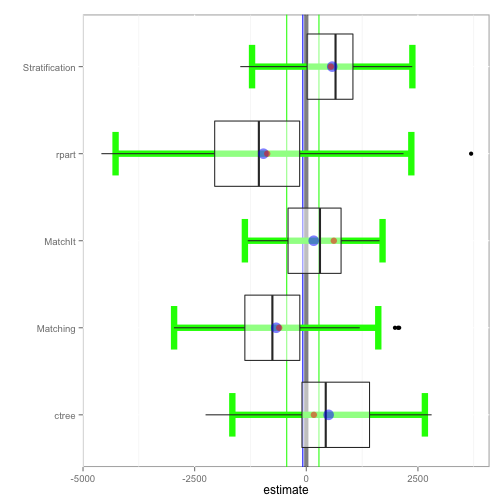 Stratification
rpart
MatchIt
Matching
ctree
-5000 -2500 0 2500
estimate